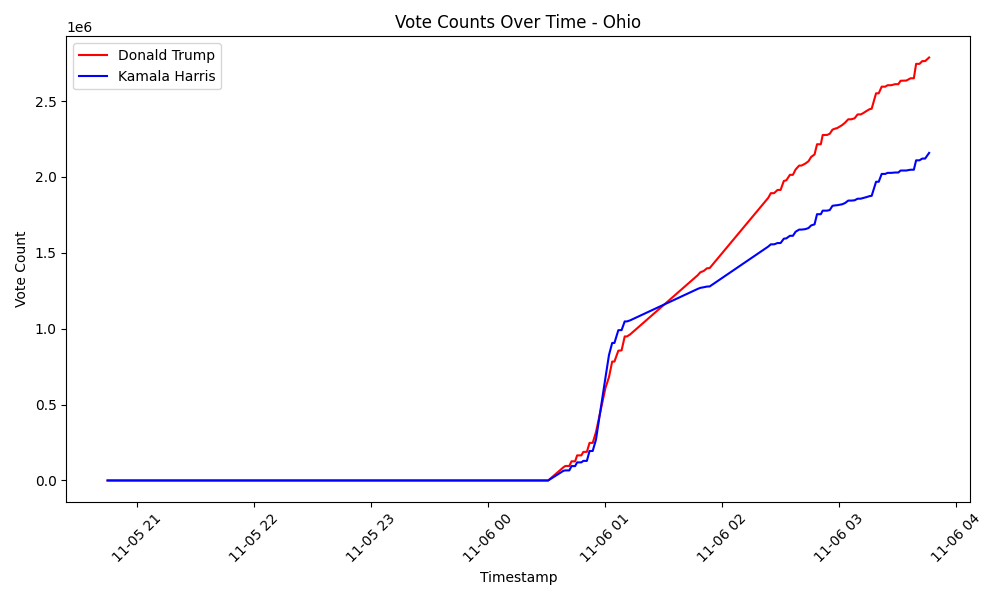 Vote Counts Over Time - Ohio
1e6
Donald Trump
Kamala Harris
2.5
2.0
1.5
1.0
0.5
0.0
Vote Count
11-05 21
11-05 22
11-05 23
11-06 00
11-06 01
11-06 02
11-06 03
11-06 04
Timestamp